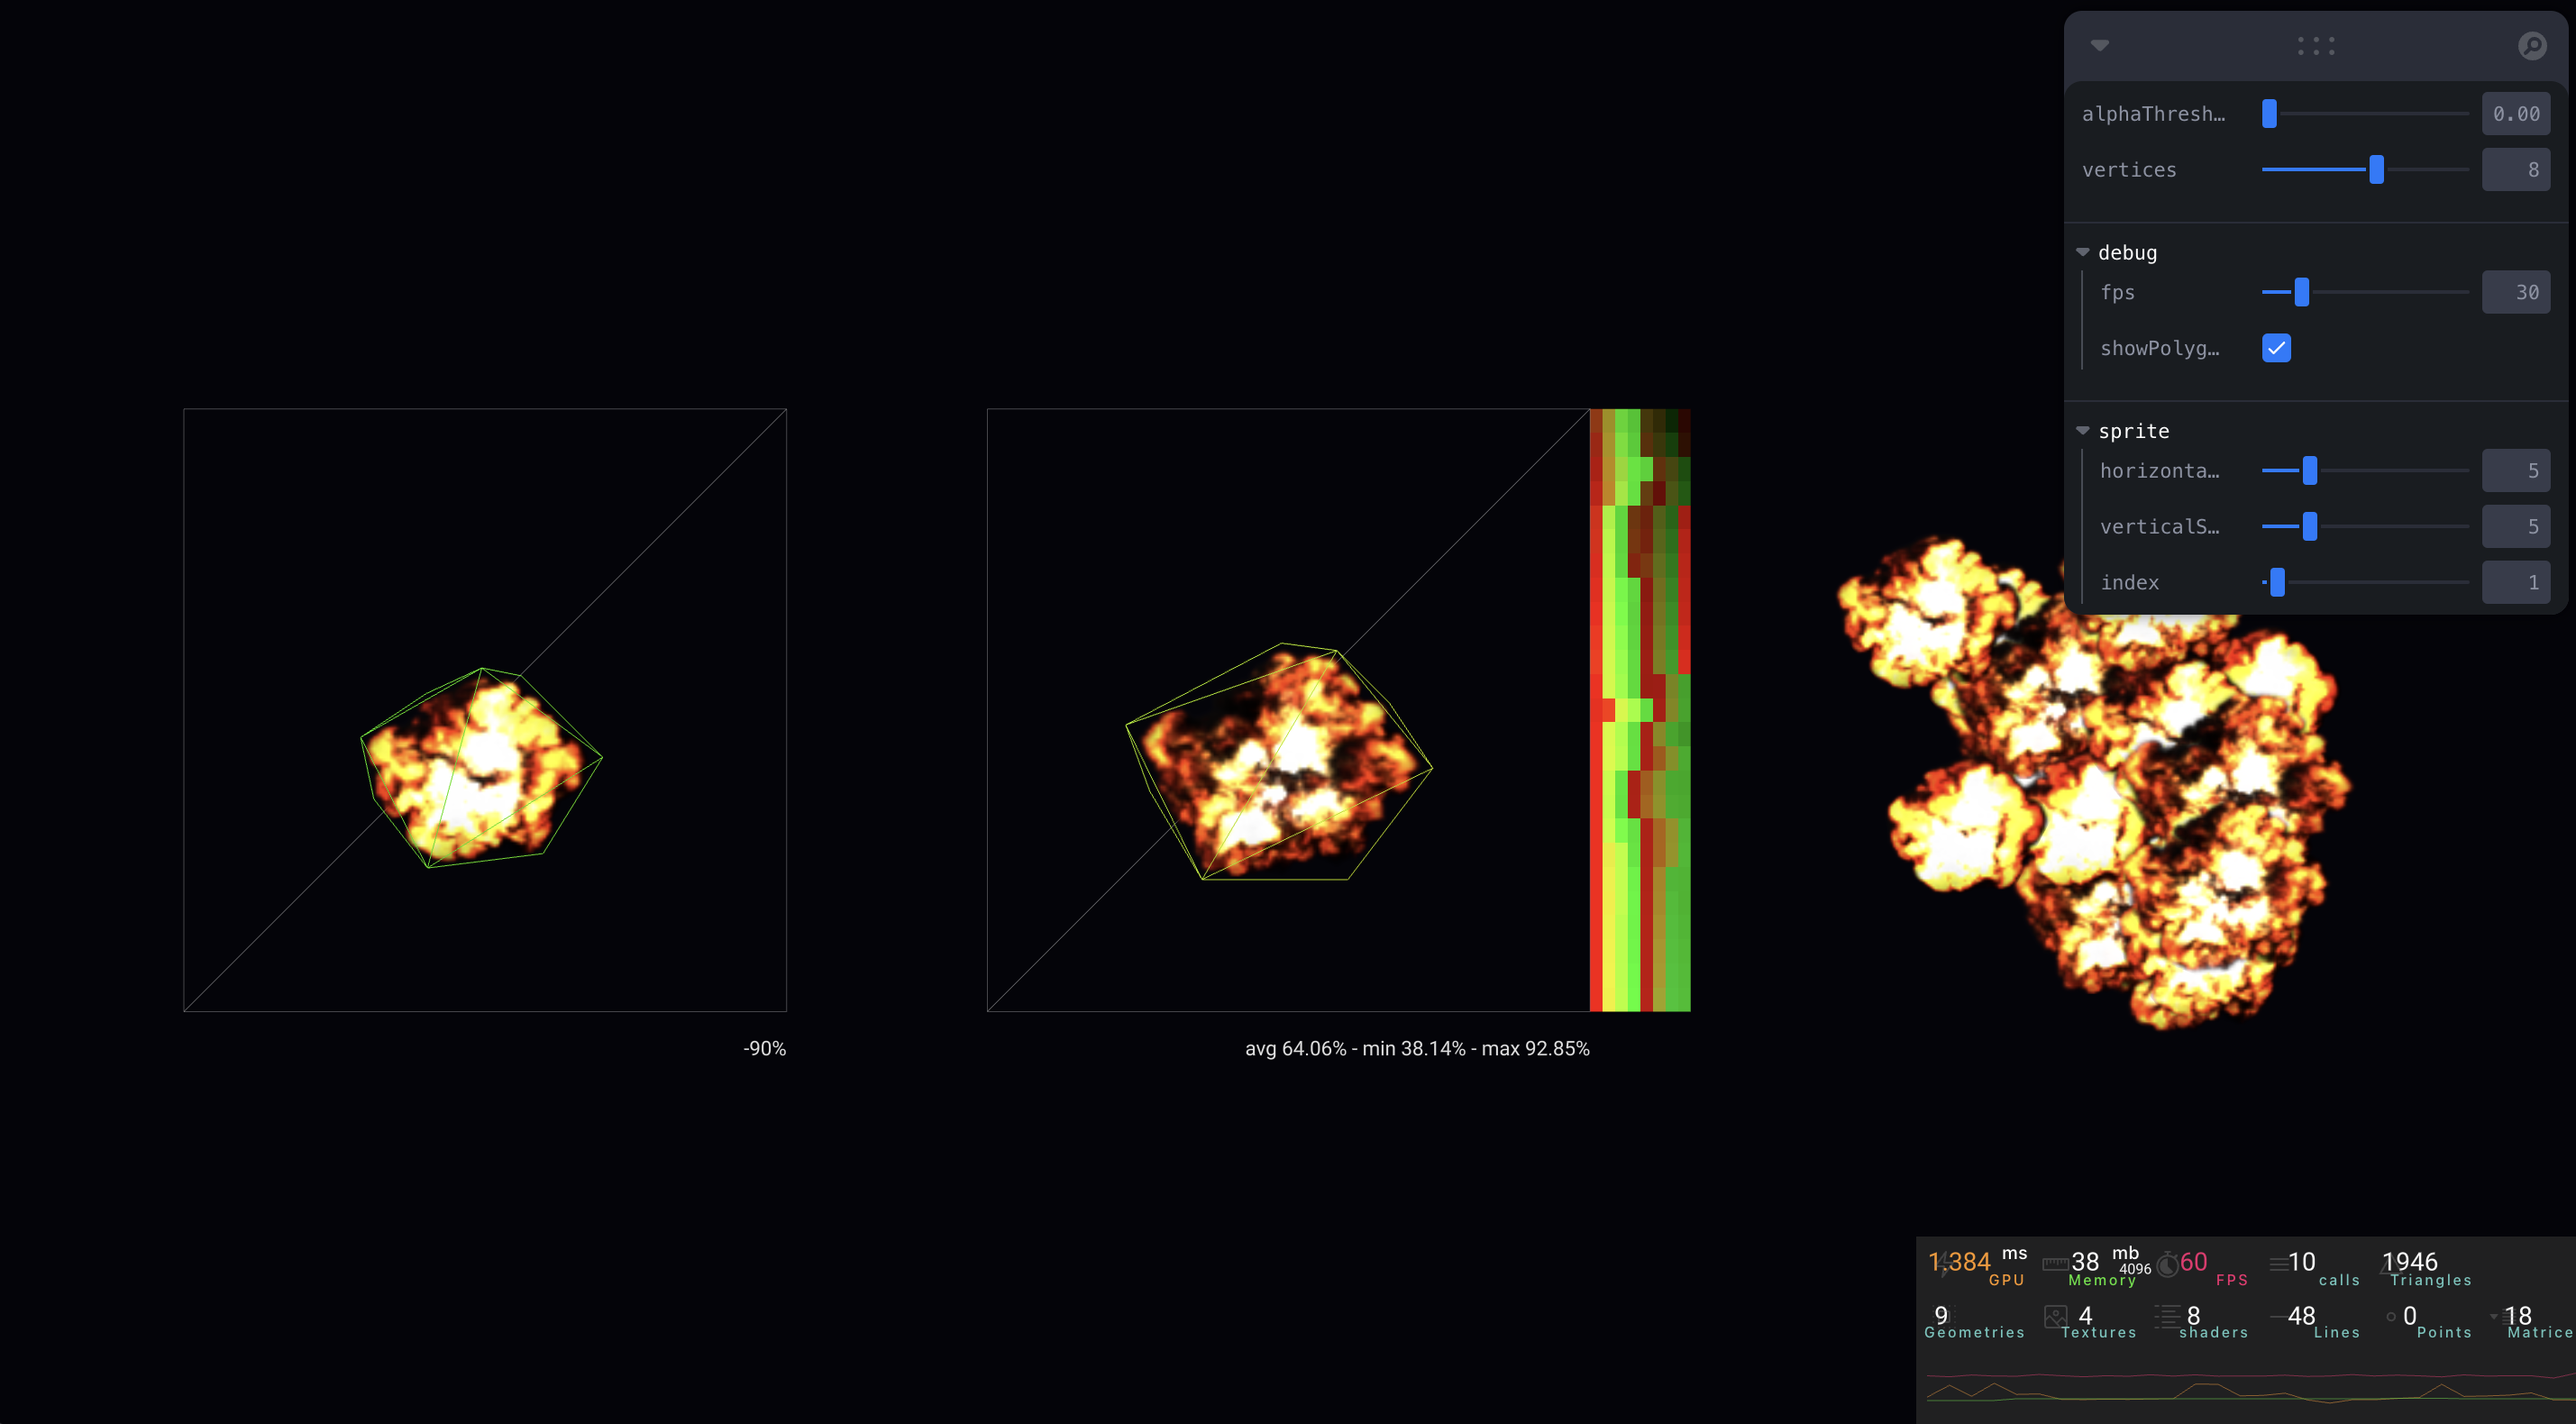 alphaThresh… 0.00
vertices 8
debug
fps 30
showPolyg…
sprite
horizonta… 5
verticalS… 5
index 1
-90%
avg 64.06% - min 38.14% - max 92.85%
1.384 ms GPU 38 mb 4096 Memory 60 FPS 10 calls 1946 Triangles
9 Geometries 4 Textures 8 shaders 48 Lines 0 Points 18 Matrice